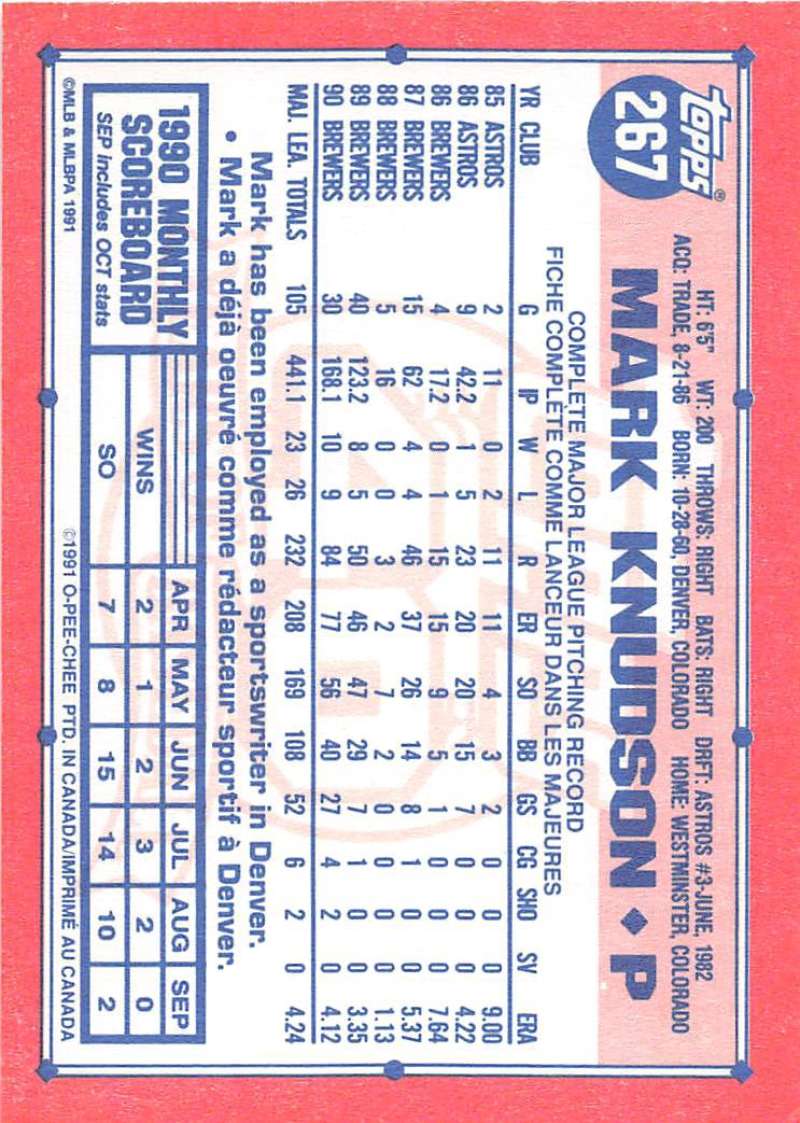 topps®
267
HT: 6'5" WT: 200 THROWS: RIGHT BATS: RIGHT DRFT: ASTROS #3-JUNE, 1982
ACQ: TRADE, 8-21-86 BORN: 10-28-60, DENVER, COLORADO HOME: WESTMINSTER, COLORADO
MARK KNUDSON ♦ P
COMPLETE MAJOR LEAGUE PITCHING RECORD
FICHE COMPLÈTE COMME LANCEUR DANS LES MAJEURES
YR CLUB G IP W L R ER SO BB GS CG SHO SV ERA
85 ASTROS 2 11 0 2 11 11 4 3 2 0 0 0 9.00
86 ASTROS 9 42.2 1 5 23 20 20 15 7 0 0 0 4.22
86 BREWERS 4 17.2 0 1 15 15 9 5 1 0 0 0 7.64
87 BREWERS 15 62 4 4 46 37 26 14 8 1 0 0 5.37
88 BREWERS 5 16 0 0 3 2 7 2 0 0 0 0 1.13
89 BREWERS 40 123.2 8 5 50 46 47 29 7 1 0 0 3.35
90 BREWERS 30 168.1 10 9 84 77 56 40 27 4 2 0 4.12
MAJ. LEA. TOTALS 105 441.1 23 26 232 208 169 108 52 6 2 0 4.24
Mark has been employed as a sportswriter in Denver.
• Mark a déjà oeuvré comme rédacteur sportif à Denver.
1990 MONTHLY
SCOREBOARD
SEP includes OCT stats
APR MAY JUN JUL AUG SEP
WINS 2 1 2 3 2 0
SO 7 8 15 14 10 2
©MLB & MLBPA 1991
©1991 O-PEE-CHEE PTD. IN CANADA/IMPRIMÉ AU CANADA